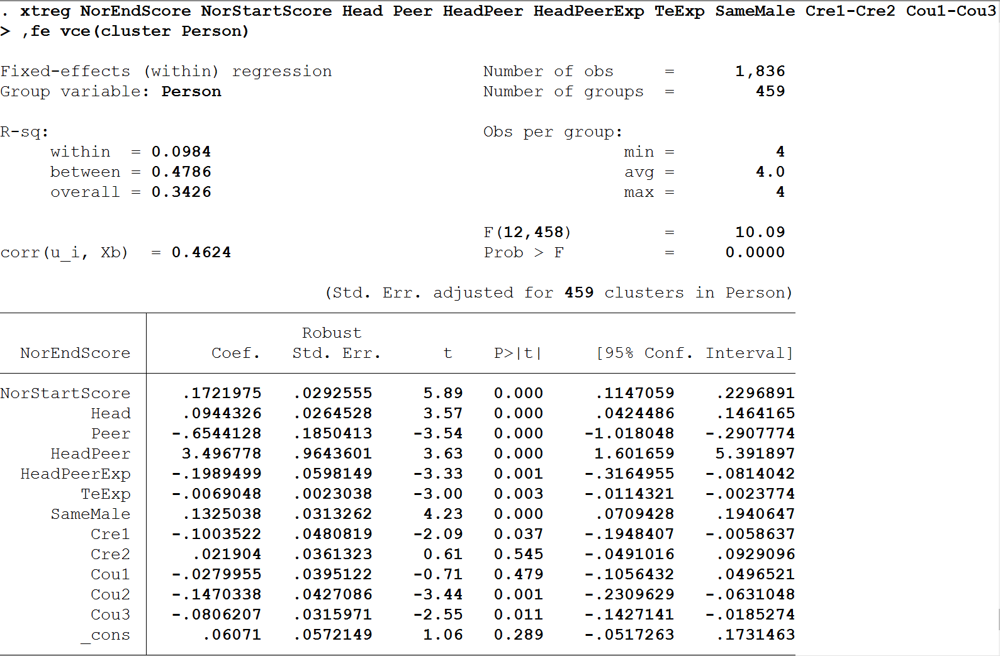 . xtreg NorEndScore NorStartScore Head Peer HeadPeer HeadPeerExp TeExp SameMale Cre1-Cre2 Cou1-Cou3
> ,fe vce(cluster Person)
Fixed-effects (within) regression Number of obs = 1,836
Group variable: Person Number of groups = 459
R-sq: Obs per group:
within = 0.0984 min = 4
between = 0.4786 avg = 4.0
overall = 0.3426 max = 4
F(12,458) = 10.09
corr(u_i, Xb) = 0.4624 Prob > F = 0.0000
(Std. Err. adjusted for 459 clusters in Person)
Robust
NorEndScore Coef. Std. Err. t P>|t| [95% Conf. Interval]
NorStartScore .1721975 .0292555 5.89 0.000 .1147059 .2296891
Head .0944326 .0264528 3.57 0.000 .0424486 .1464165
Peer -.6544128 .1850413 -3.54 0.000 -1.018048 -.2907774
HeadPeer 3.496778 .9643601 3.63 0.000 1.601659 5.391897
HeadPeerExp -.1989499 .0598149 -3.33 0.001 -.3164955 -.0814042
TeExp -.0069048 .0023038 -3.00 0.003 -.0114321 -.0023774
SameMale .1325038 .0313262 4.23 0.000 .0709428 .1940647
Cre1 -.1003522 .0480819 -2.09 0.037 -.1948407 -.0058637
Cre2 .021904 .0361323 0.61 0.545 -.0491016 .0929096
Cou1 -.0279955 .0395122 -0.71 0.479 -.1056432 .0496521
Cou2 -.1470338 .0427086 -3.44 0.001 -.2309629 -.0631048
Cou3 -.0806207 .0315971 -2.55 0.011 -.1427141 -.0185274
_cons .06071 .0572149 1.06 0.289 -.0517263 .1731463